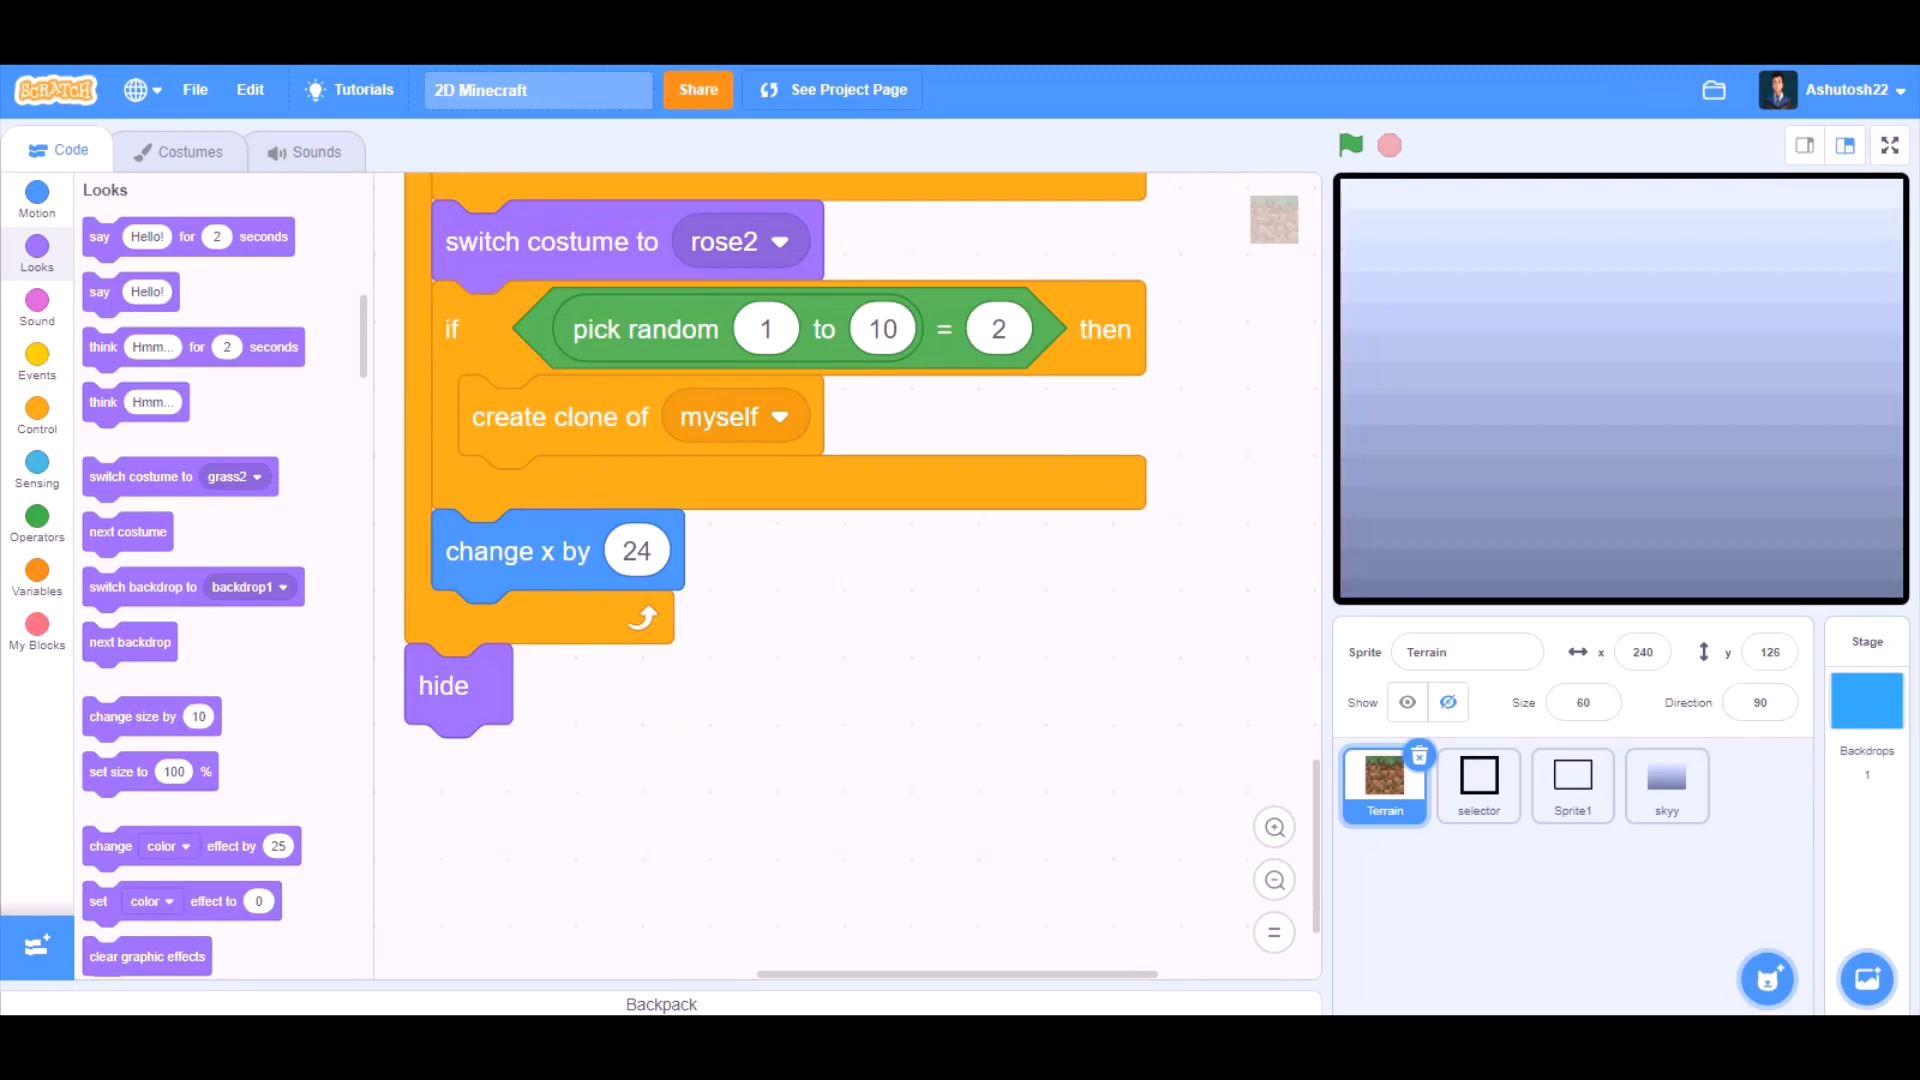 SCRATCH File Edit Tutorials 2D Minecraft Share See Project Page Ashutosh22
Code Costumes Sounds
Motion
Looks
Sound
Events
Control
Sensing
Operators
Variables
My Blocks
Looks
say Hello! for 2 seconds
say Hello!
think Hmm... for 2 seconds
think Hmm...
switch costume to grass2
next costume
switch backdrop to backdrop1
next backdrop
change size by 10
set size to 100 %
change color effect by 25
set color effect to 0
clear graphic effects
switch costume to rose2
if pick random 1 to 10 = 2 then
create clone of myself
change x by 24
hide
Backpack
Sprite Terrain x 240 y 126
Show Size 60 Direction 90
Terrain selector Sprite1 skyy
Stage
Backdrops
1